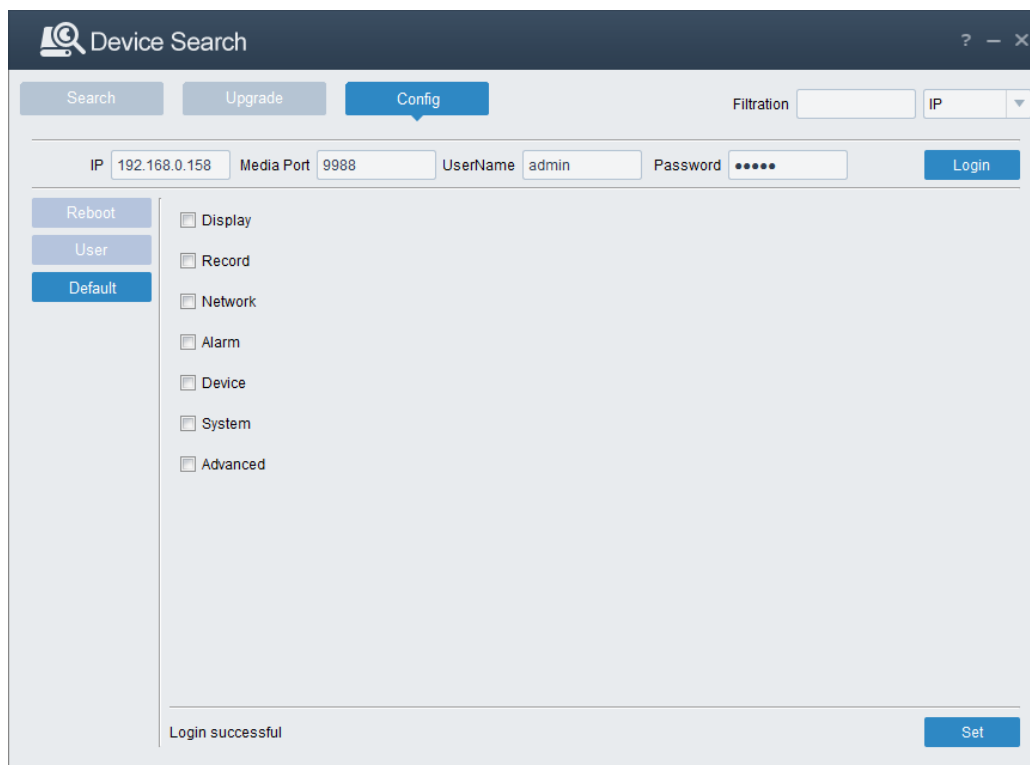 Device Search
? – ×
Search Upgrade Config Filtration IP
IP 192.168.0.158 Media Port 9988 UserName admin Password ●●●●● Login
Reboot
User
Default
Display
Record
Network
Alarm
Device
System
Advanced
Login successful Set